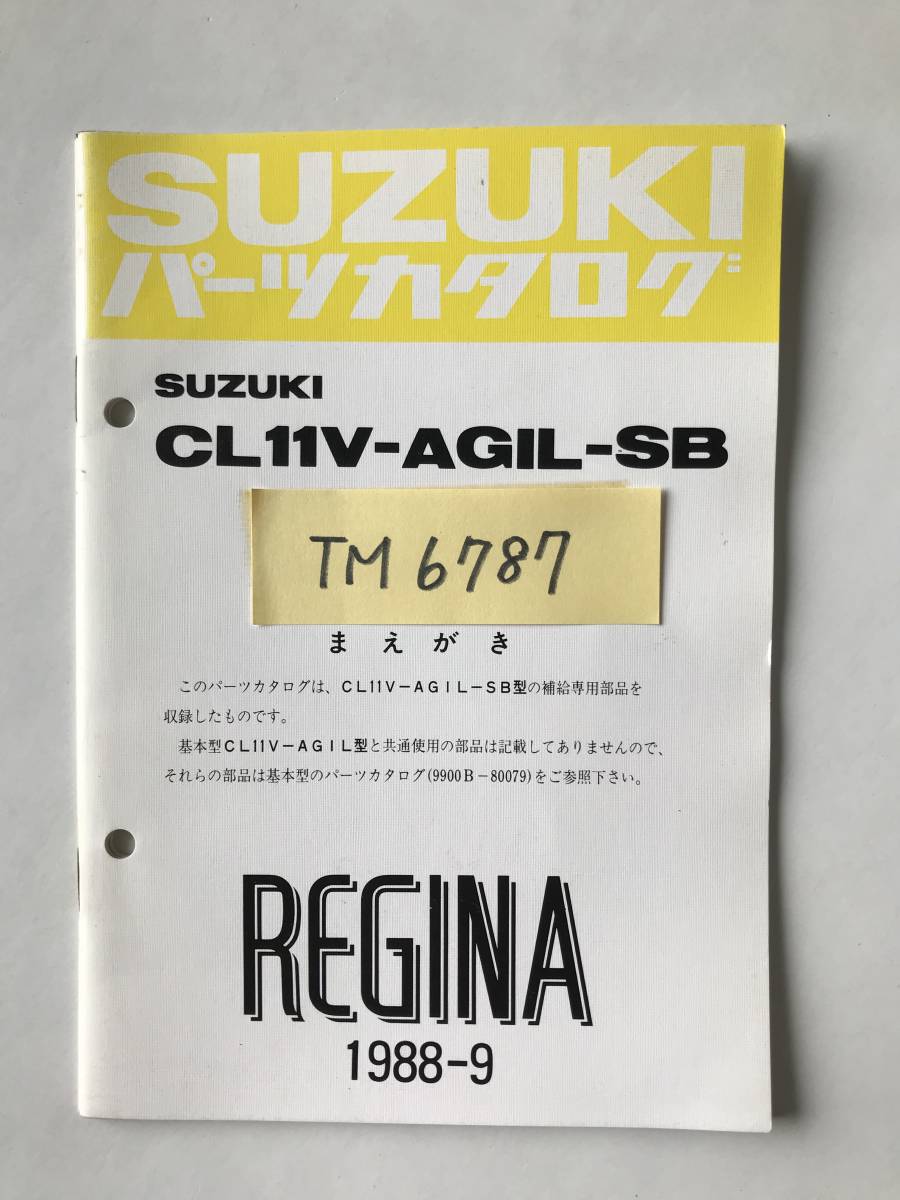 SUZUKI
パーツカタログ
SUZUKI
CL11V-AGIL-SB
TM6787
まえがき
このパーツカタログは、CL11V-AGIL-SB型の補給専用部品を
収録したものです。
基本型CL11V-AGIL型と共通使用の部品は記載してありませんので、
それらの部品は基本型のパーツカタログ(9900B-80079)をご参照下さい。
REGINA
1988-9